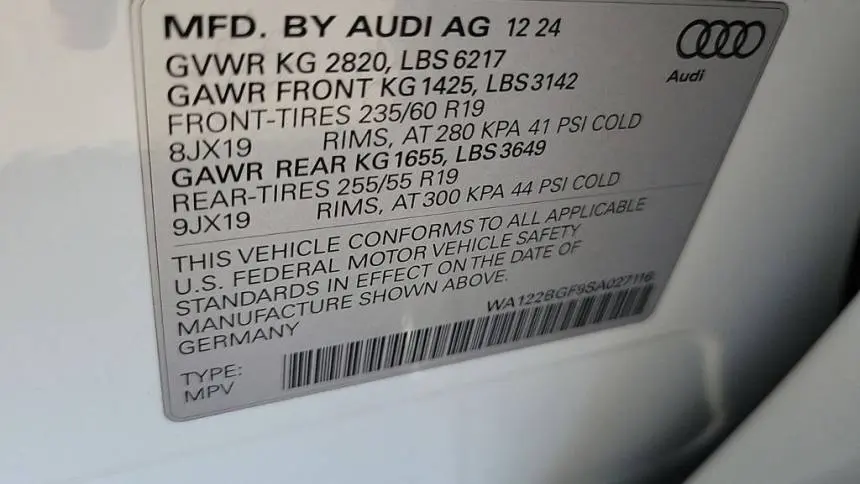 MFD. BY AUDI AG 12 24
Audi
GVWR KG 2820, LBS 6217
GAWR FRONT KG 1425, LBS 3142
FRONT-TIRES 235/60 R19
8JX19 RIMS, AT 280 KPA 41 PSI COLD
GAWR REAR KG 1655, LBS 3649
REAR-TIRES 255/55 R19
9JX19 RIMS, AT 300 KPA 44 PSI COLD
THIS VEHICLE CONFORMS TO ALL APPLICABLE
U.S. FEDERAL MOTOR VEHICLE SAFETY
STANDARDS IN EFFECT ON THE DATE OF
MANUFACTURE SHOWN ABOVE.
GERMANY
WA122BGF9SA027116
TYPE:
MPV